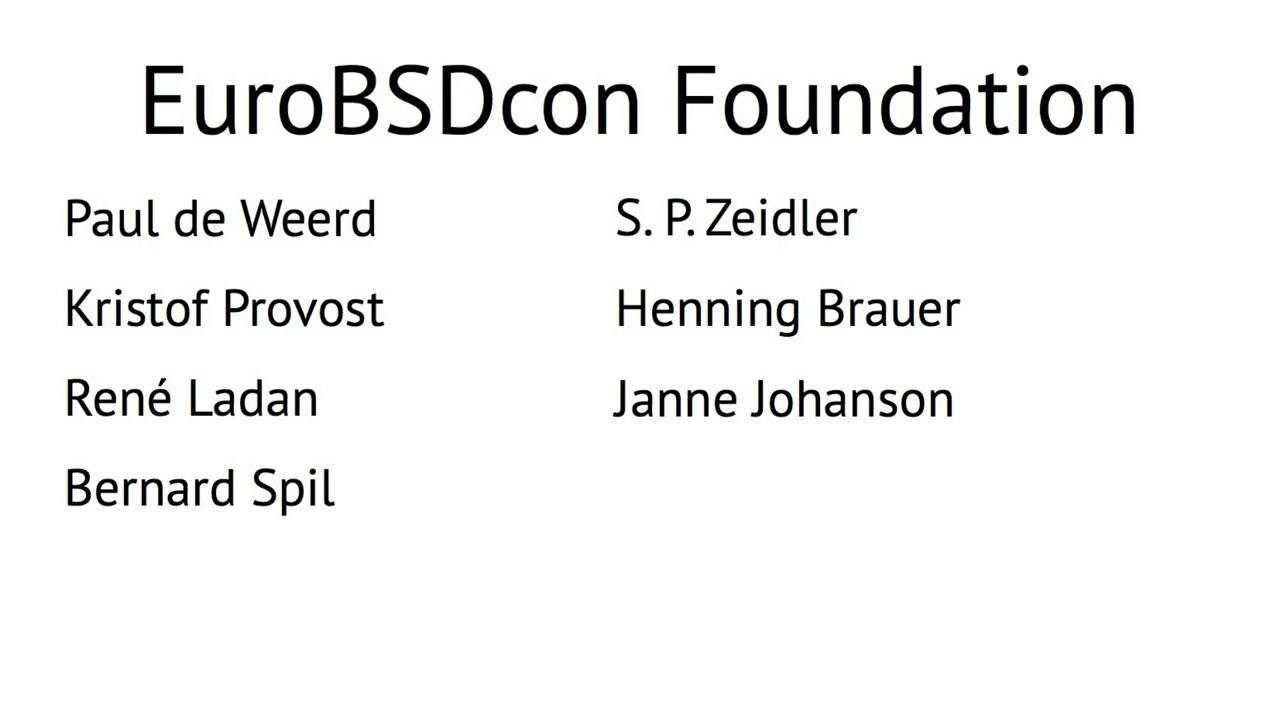 EuroBSDcon Foundation
Paul de Weerd
Kristof Provost
René Ladan
Bernard Spil
S. P. Zeidler
Henning Brauer
Janne Johanson